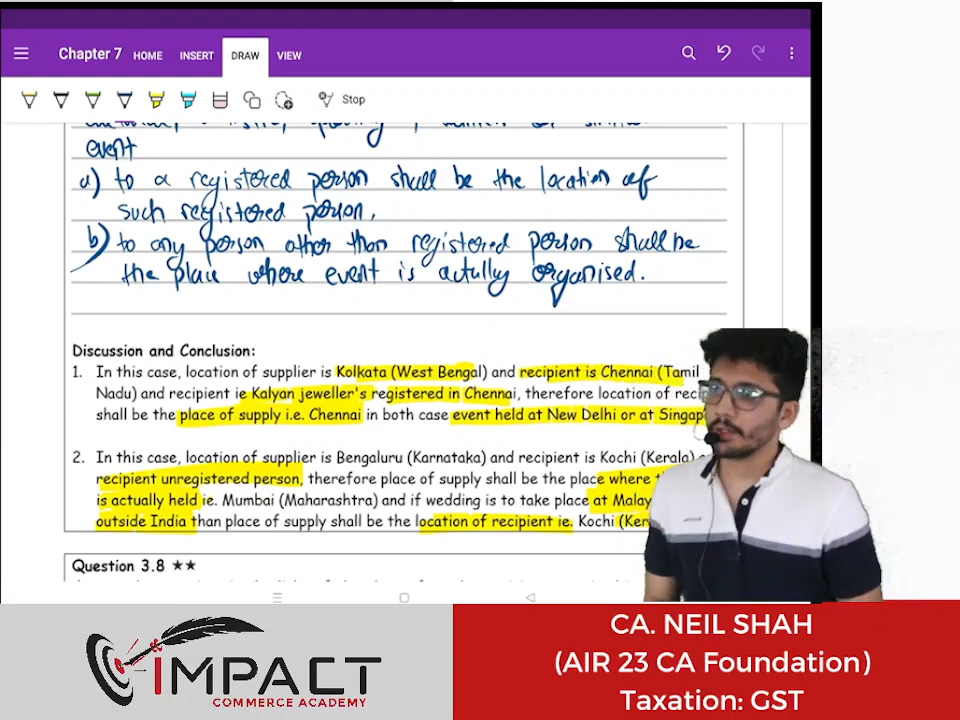 Chapter 7 HOME INSERT DRAW VIEW
Stop
event
a) to a registered person shall be the location of
such registered person,
b) to any person other than registered person shall be
the place where event is actully organised.
Discussion and Conclusion:
1. In this case, location of supplier is Kolkata (West Bengal) and recipient is Chennai (Tamil
Nadu) and recipient ie Kalyan jeweller's registered in Chennai, therefore location of
shall be the place of supply i.e. Chennai in both case event held at New Delhi or at
2. In this case, location of supplier is Bengaluru (Karnataka) and recipient is Kochi (Kerala)
recipient unregistered person, therefore place of supply shall be the place where
is actually held ie. Mumbai (Maharashtra) and if wedding is to take place at
outside India than place of supply shall be the location of recipient ie. Kochi
Question 3.8 ★★
IMPACT
COMMERCE ACADEMY
CA. NEIL SHAH
(AIR 23 CA Foundation)
Taxation: GST